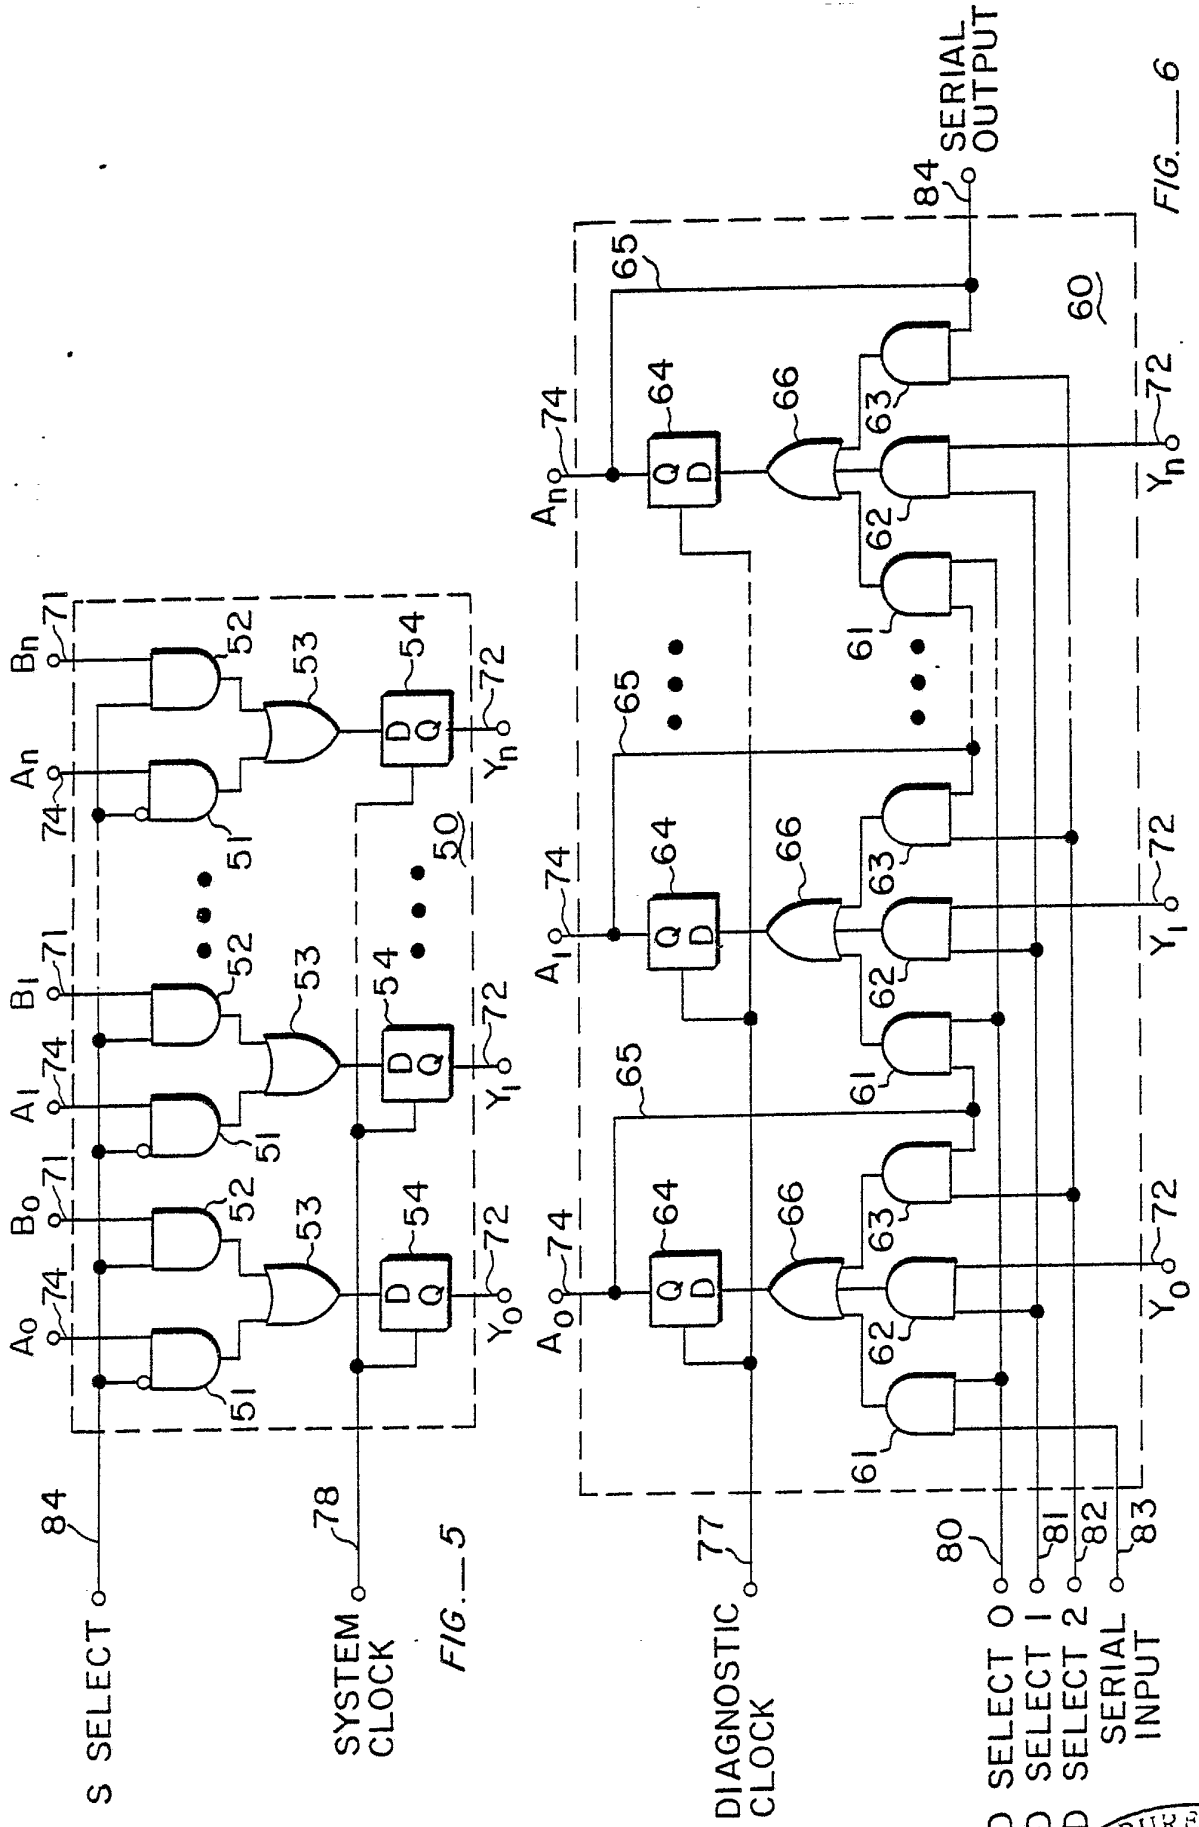 S SELECT
84
A0
74
B0
71
A1
74
B1
71
An
74
Bn
71
51
52
51
52
51
52
53
53
53
SYSTEM
CLOCK
78
D
Q
54
D
Q
54
D
Q
54
50
Y0
72
Y1
72
Yn
72
FIG.__5
A0
74
A1
74
An
74
65
65
65
DIAGNOSTIC
CLOCK
77
Q
D
64
Q
D
64
Q
D
64
66
66
66
61
62
63
61
62
63
61
62
63
84
SERIAL
OUTPUT
D SELECT 0
80
D SELECT 1
81
D SELECT 2
82
SERIAL
INPUT
83
60
Y0
72
Y1
72
Yn
72
FIG.__6